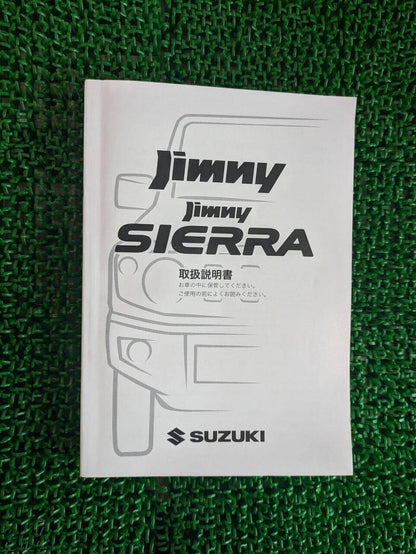 Jimny
Jimny
SIERRA
取扱説明書
お車の中に保管してください。
ご使用の前によくお読みください。
SUZUKI